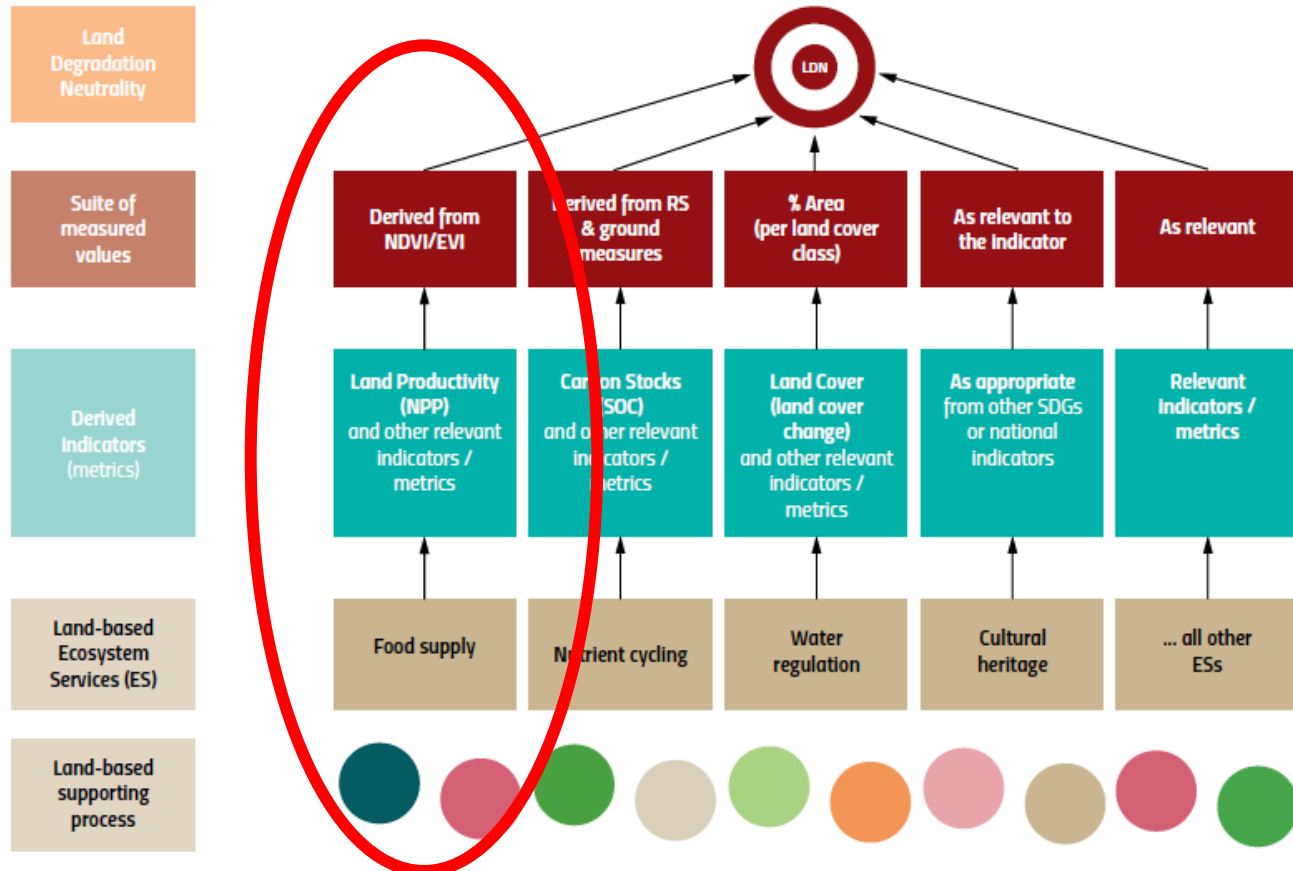 Land
Degradation
Neutrality
LDN
Suite of
measured
values
Derived from
NDVI/EVI
Derived from RS
& ground
measures
% Area
(per land cover
class)
As relevant to
the indicator
As relevant
Derived
indicators
(metrics)
Land Productivity
(NPP)
and other relevant
indicators /
metrics
Carbon Stocks
(SOC)
and other relevant
indicators /
metrics
Land Cover
(land cover
change)
and other relevant
indicators /
metrics
As appropriate
from other SDGs
or national
indicators
Relevant
indicators /
metrics
Land-based
Ecosystem
Services (ES)
Food supply
Nutrient cycling
Water
regulation
Cultural
heritage
... all other
ESs
Land-based
supporting
process